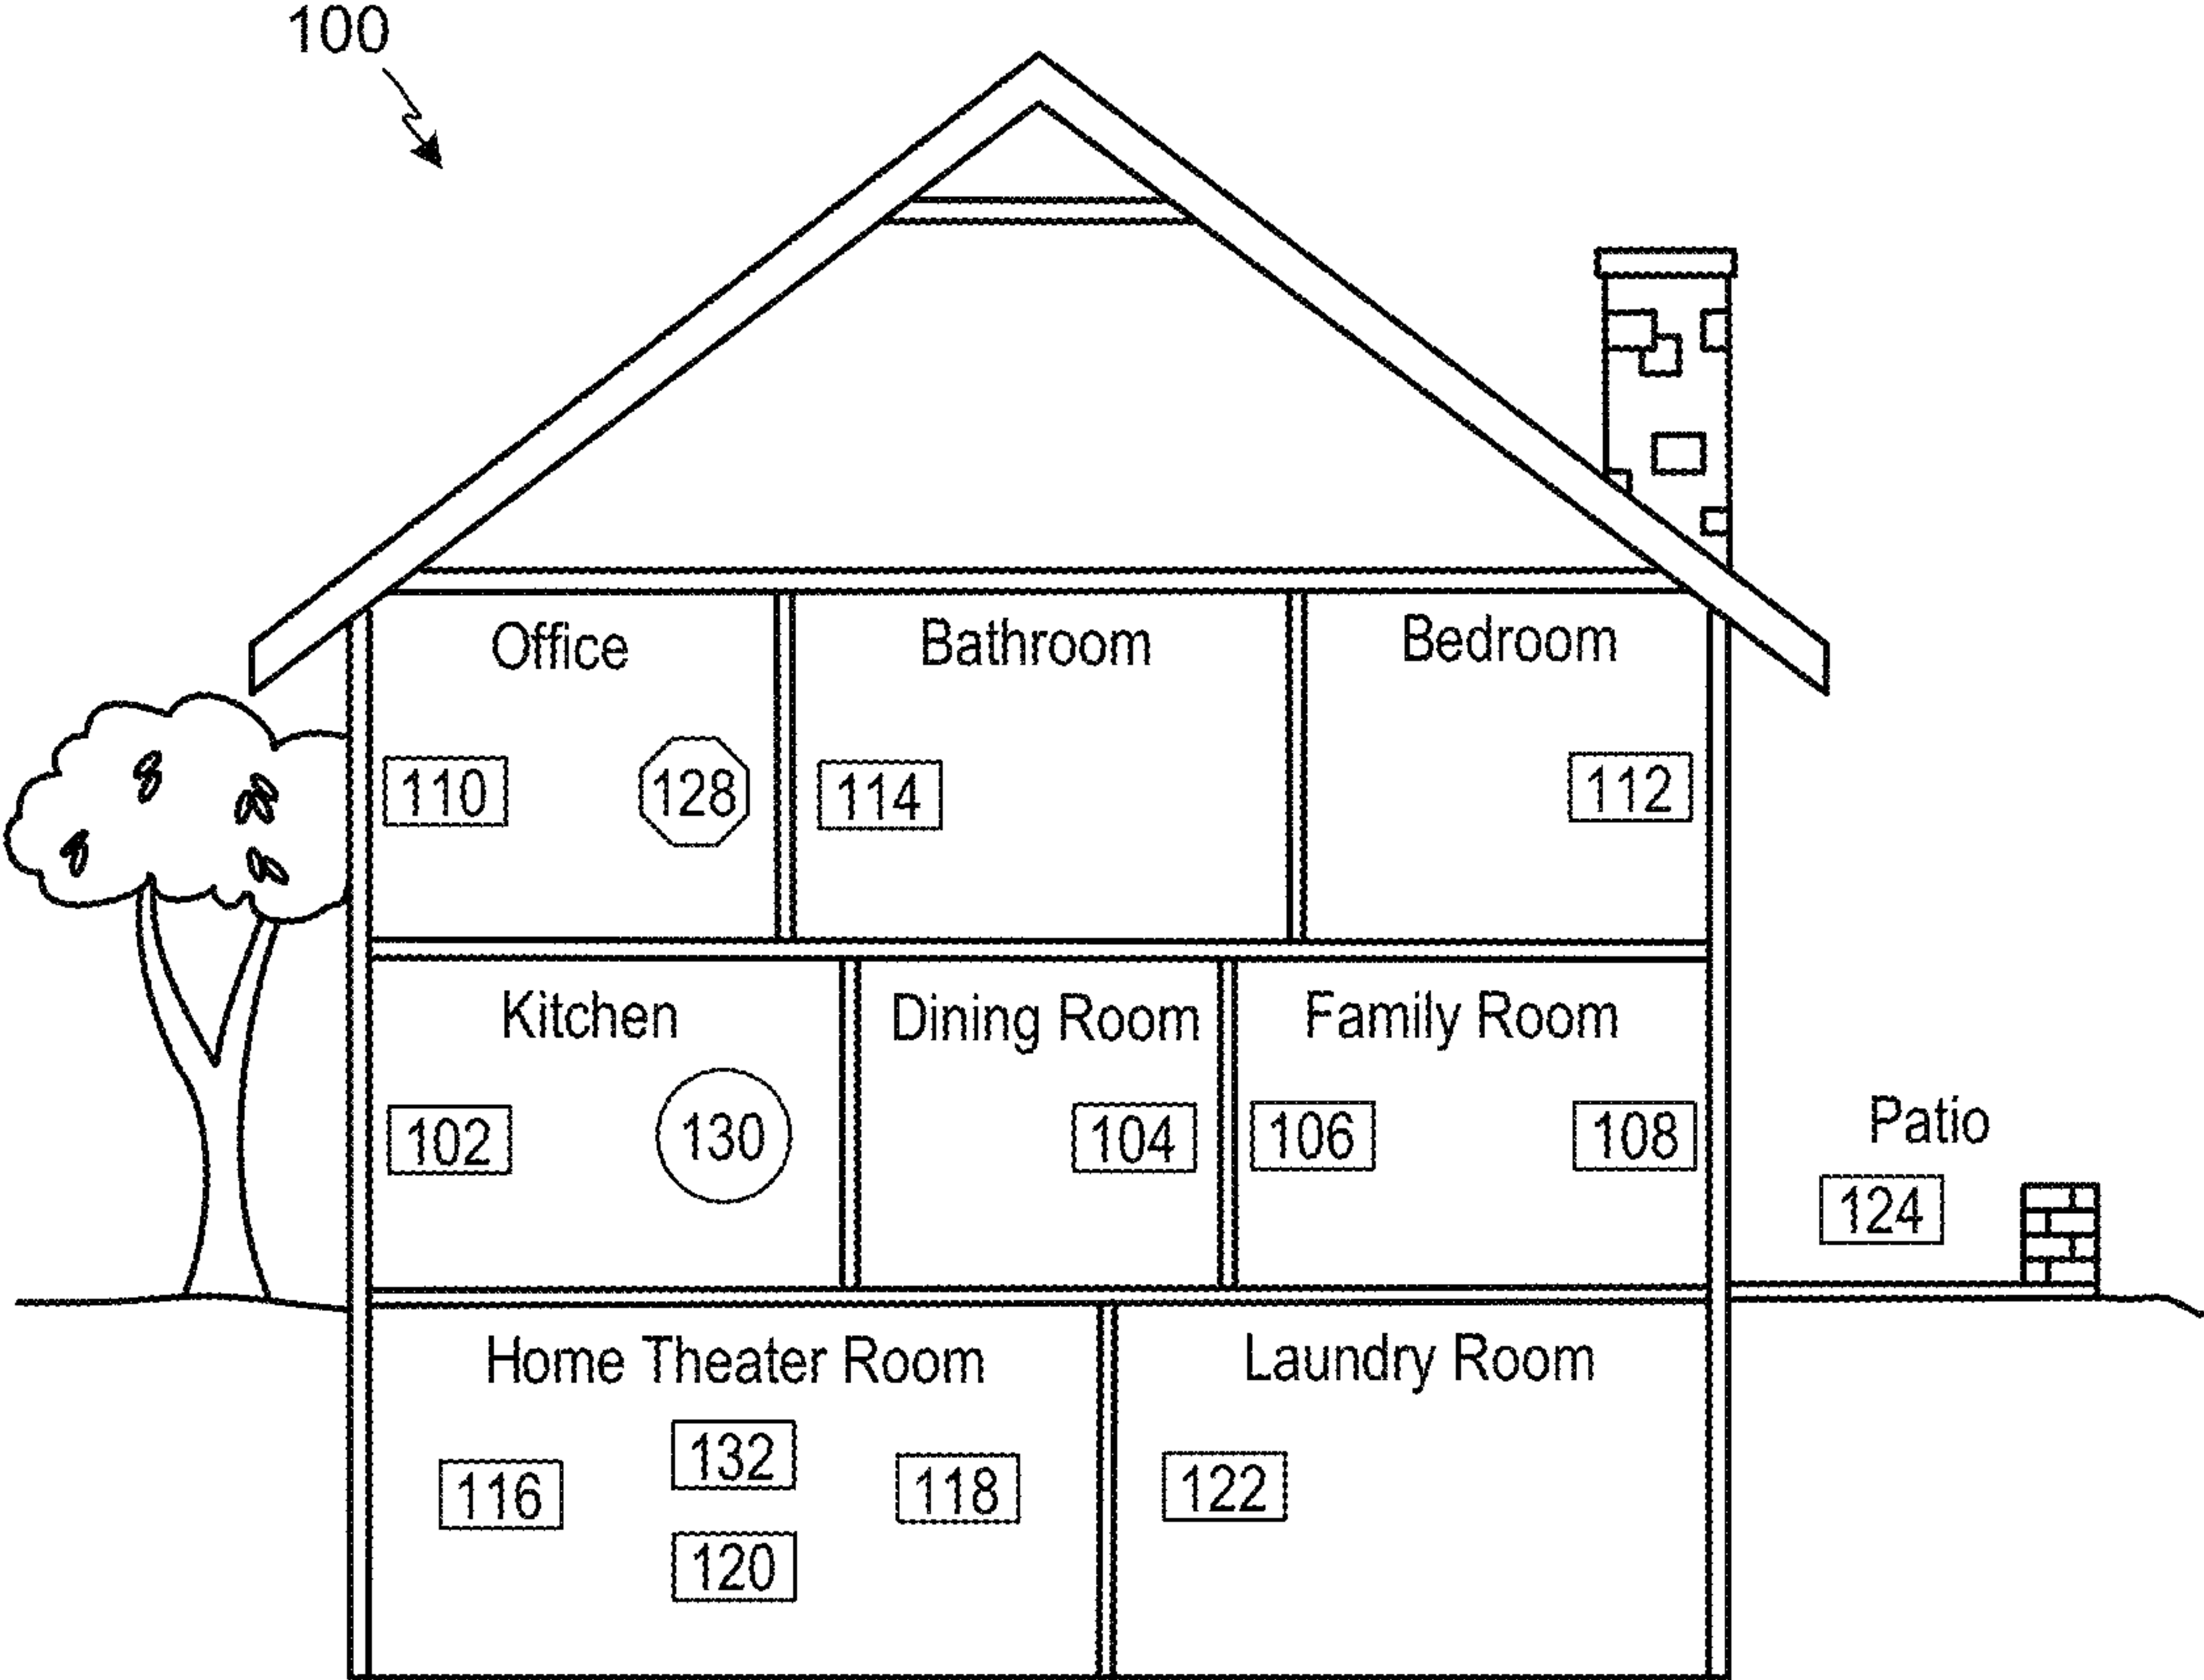 100
Office
Bathroom
Bedroom
110
128
114
112
Kitchen
Dining Room
Family Room
102
130
104
106
108
Patio
124
Home Theater Room
Laundry Room
116
132
118
120
122